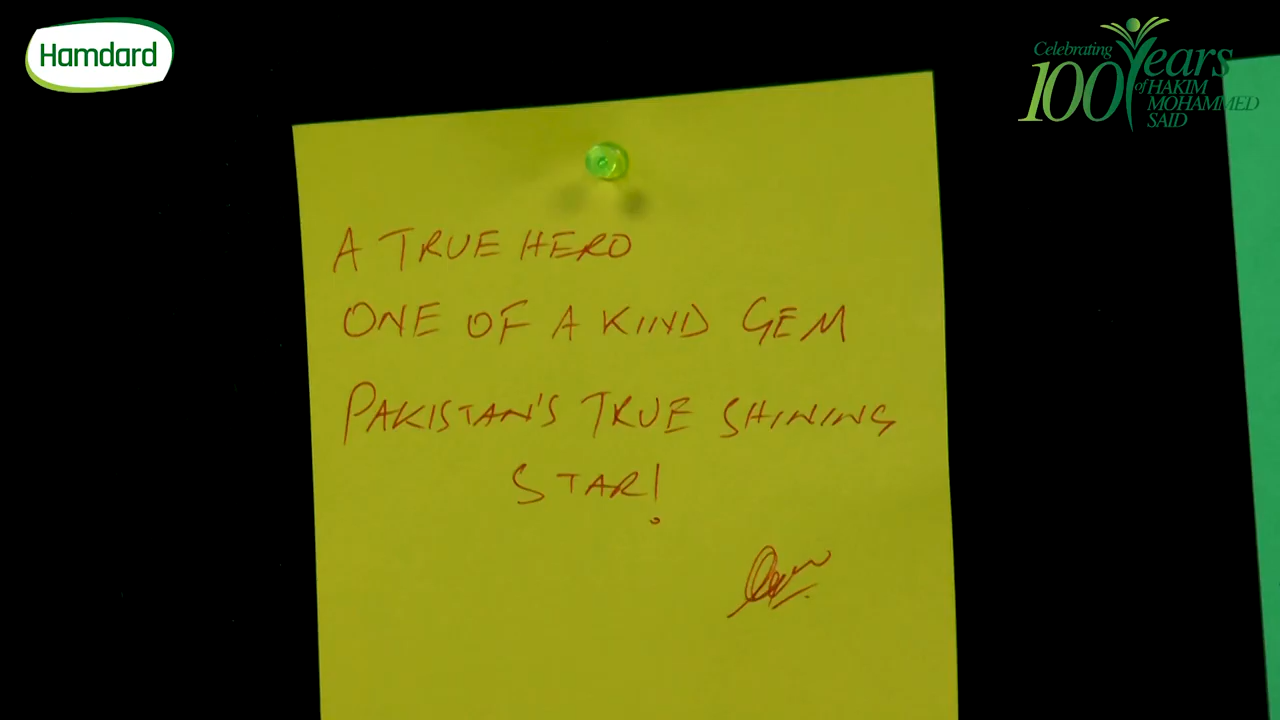 Hamdard
Celebrating
100 Years
of HAKIM
MOHAMMED
SAID
A TRUE HERO
ONE OF A KIND GEM
PAKISTAN'S TRUE SHINING
STAR!